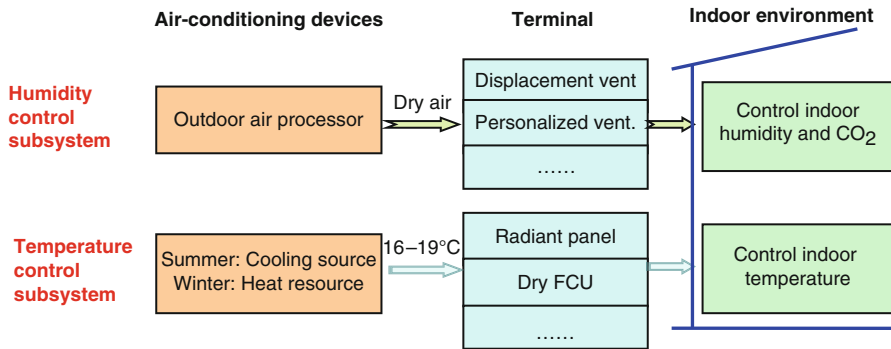 Air-conditioning devices
Terminal
Indoor environment
Humidity
control
subsystem
Outdoor air processor
Dry air
Displacement vent
Personalized vent.
……
Control indoor
humidity and CO2
Temperature
control
subsystem
Summer: Cooling source
Winter: Heat resource
16–19°C
Radiant panel
Dry FCU
……
Control indoor
temperature